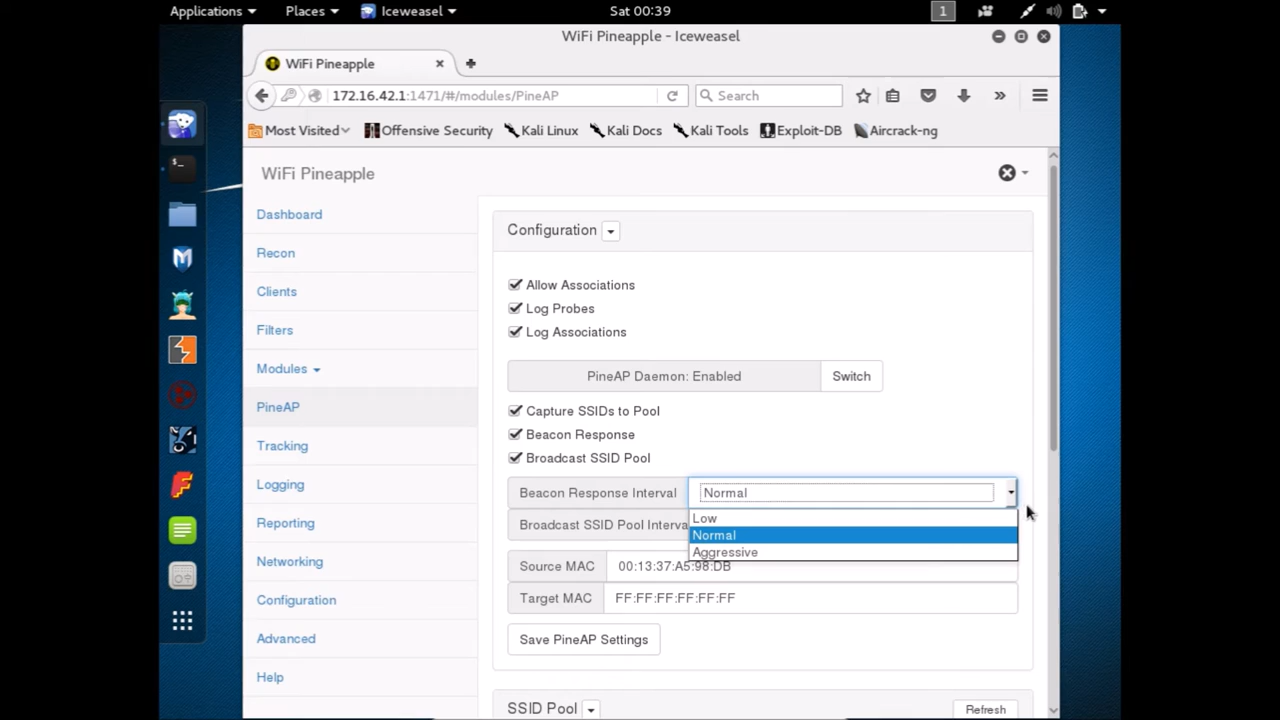 Applications Places Iceweasel Sat 00:39 1
WiFi Pineapple - Iceweasel
WiFi Pineapple
172.16.42.1:1471/#/modules/PineAP Search
Most Visited Offensive Security Kali Linux Kali Docs Kali Tools Exploit-DB Aircrack-ng
WiFi Pineapple
Dashboard
Recon
Clients
Filters
Modules
PineAP
Tracking
Logging
Reporting
Networking
Configuration
Advanced
Help
Configuration
Allow Associations
Log Probes
Log Associations
PineAP Daemon: Enabled Switch
Capture SSIDs to Pool
Beacon Response
Broadcast SSID Pool
Beacon Response Interval Normal
Low
Broadcast SSID Pool Interva
Normal
Aggressive
Source MAC 00:13:37:A5:98:DB
Target MAC FF:FF:FF:FF:FF:FF
Save PineAP Settings
SSID Pool Refresh